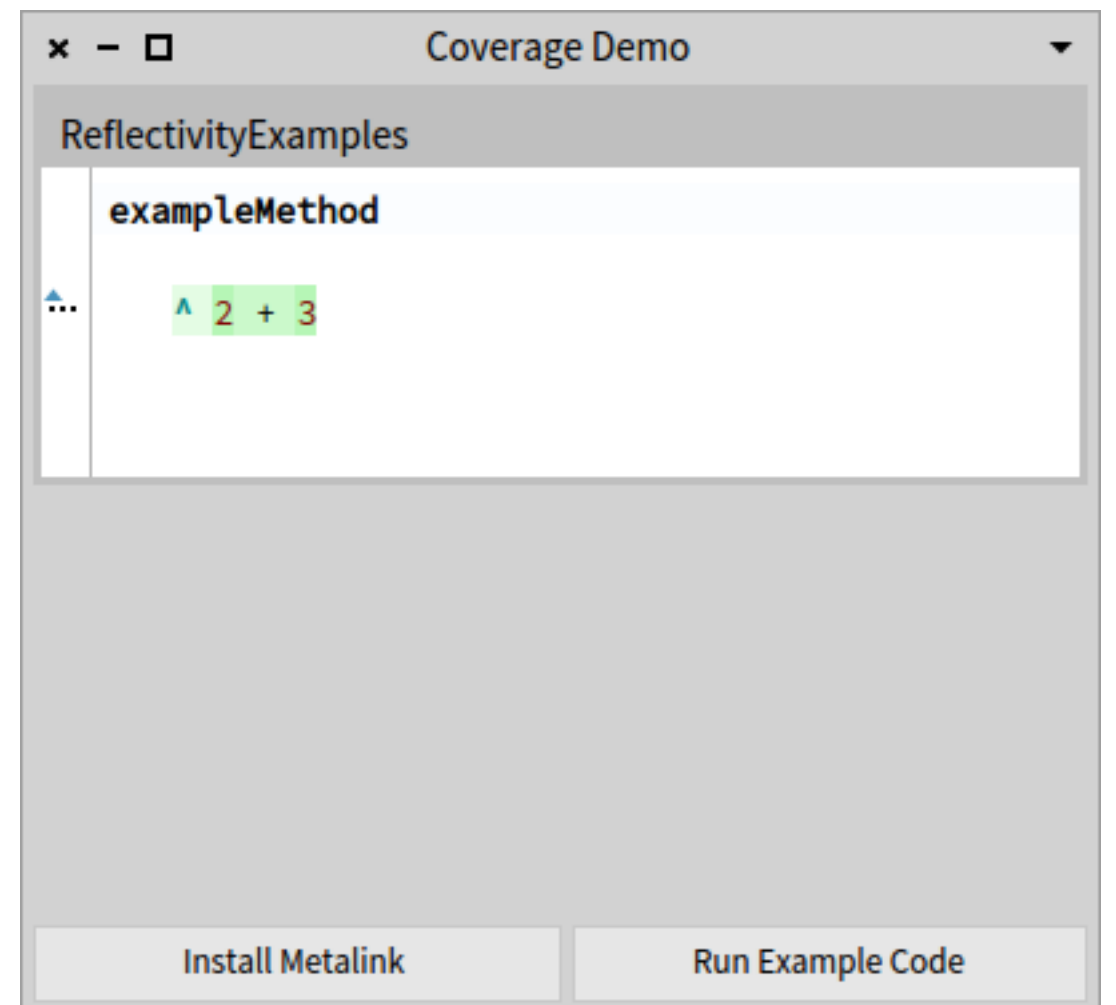 Coverage Demo
ReflectivityExamples
exampleMethod
^ 2 + 3
Install Metalink
Run Example Code